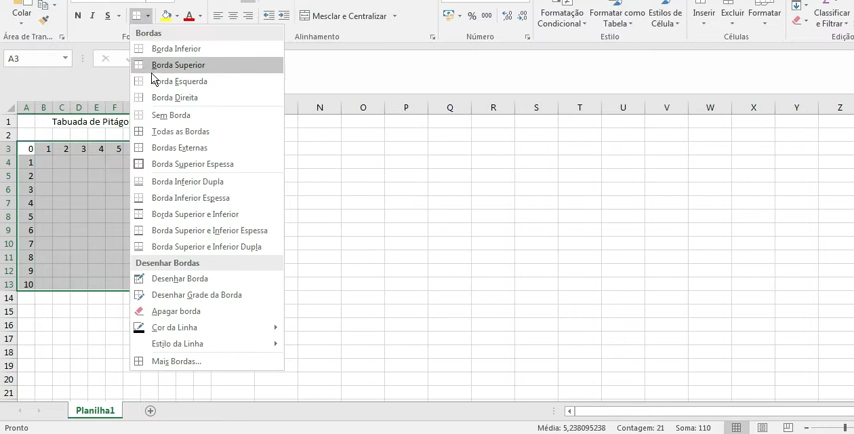 Colar
N I S
Mesclar e Centralizar
% 000
Formatação Condicional
Formatar como Tabela
Estilos de Célula
Inserir Excluir Formatar
Classificar e Filtrar
Área de Tran...
Alinhamento
Número
Estilo
Células
A3
Bordas
Borda Inferior
Borda Superior
Borda Esquerda
Borda Direita
Sem Borda
Todas as Bordas
Bordas Externas
Borda Superior Espessa
Borda Inferior Dupla
Borda Inferior Espessa
Borda Superior e Inferior
Borda Superior e Inferior Espessa
Borda Superior e Inferior Dupla
Desenhar Bordas
Desenhar Borda
Desenhar Grade da Borda
Apagar borda
Cor da Linha
Estilo da Linha
Mais Bordas...
A B C D E F N O P Q R S T U V W X Y Z
1 Tabuada de Pitágo
2
3 0 1 2 3 4 5
4 1
5 2
6 3
7 4
8 5
9 6
10 7
11 8
12 9
13 10
14
15
16
17
18
19
20
21
Planilha1
Pronto
Média: 5,238095238 Contagem: 21 Soma: 110